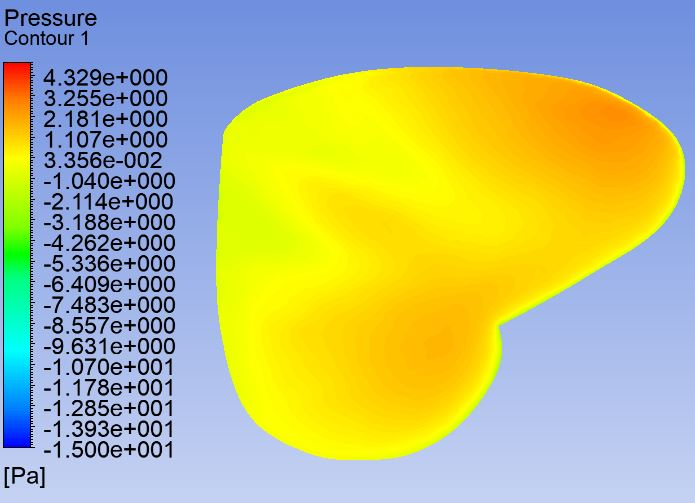 Pressure
Contour 1
4.329e+000
3.255e+000
2.181e+000
1.107e+000
3.356e-002
-1.040e+000
-2.114e+000
-3.188e+000
-4.262e+000
-5.336e+000
-6.409e+000
-7.483e+000
-8.557e+000
-9.631e+000
-1.070e+001
-1.178e+001
-1.285e+001
-1.393e+001
-1.500e+001
[Pa]